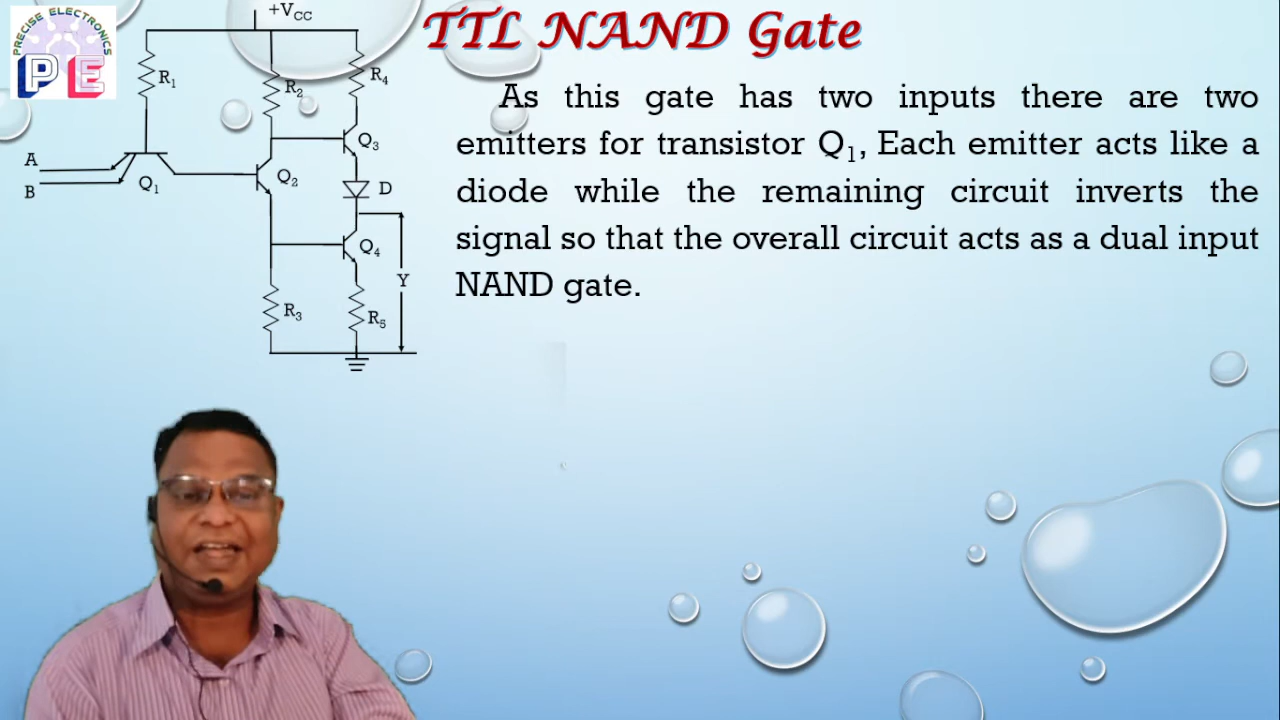 PRECISE ELECTRONICS
PE
+VCC
TTL NAND Gate
R1
R2
R4
Q3
A
B
Q1
Q2
D
Q4
Y
R3
R5
As this gate has two inputs there are two
emitters for transistor Q1, Each emitter acts like a
diode while the remaining circuit inverts the
signal so that the overall circuit acts as a dual input
NAND gate.